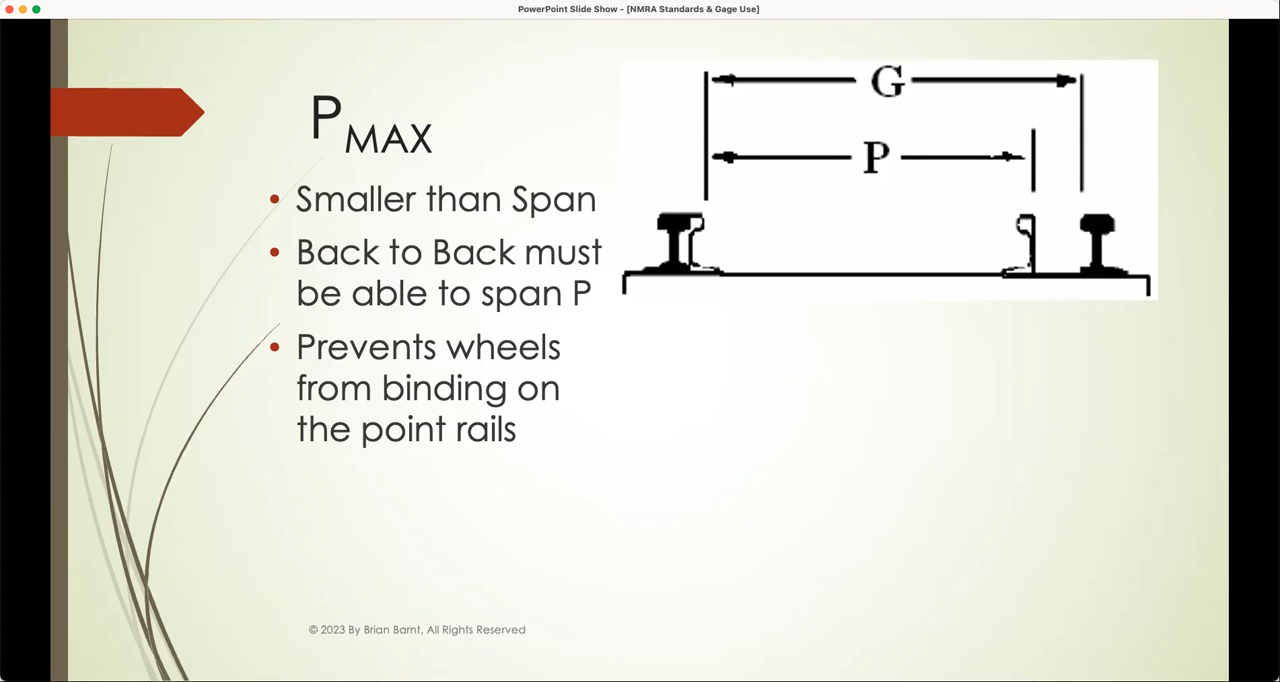 PowerPoint Slide Show - [NMRA Standards & Gage Use]
PMAX
Smaller than Span
Back to Back must
be able to span P
Prevents wheels
from binding on
the point rails
G
P
© 2023 By Brian Barnt, All Rights Reserved